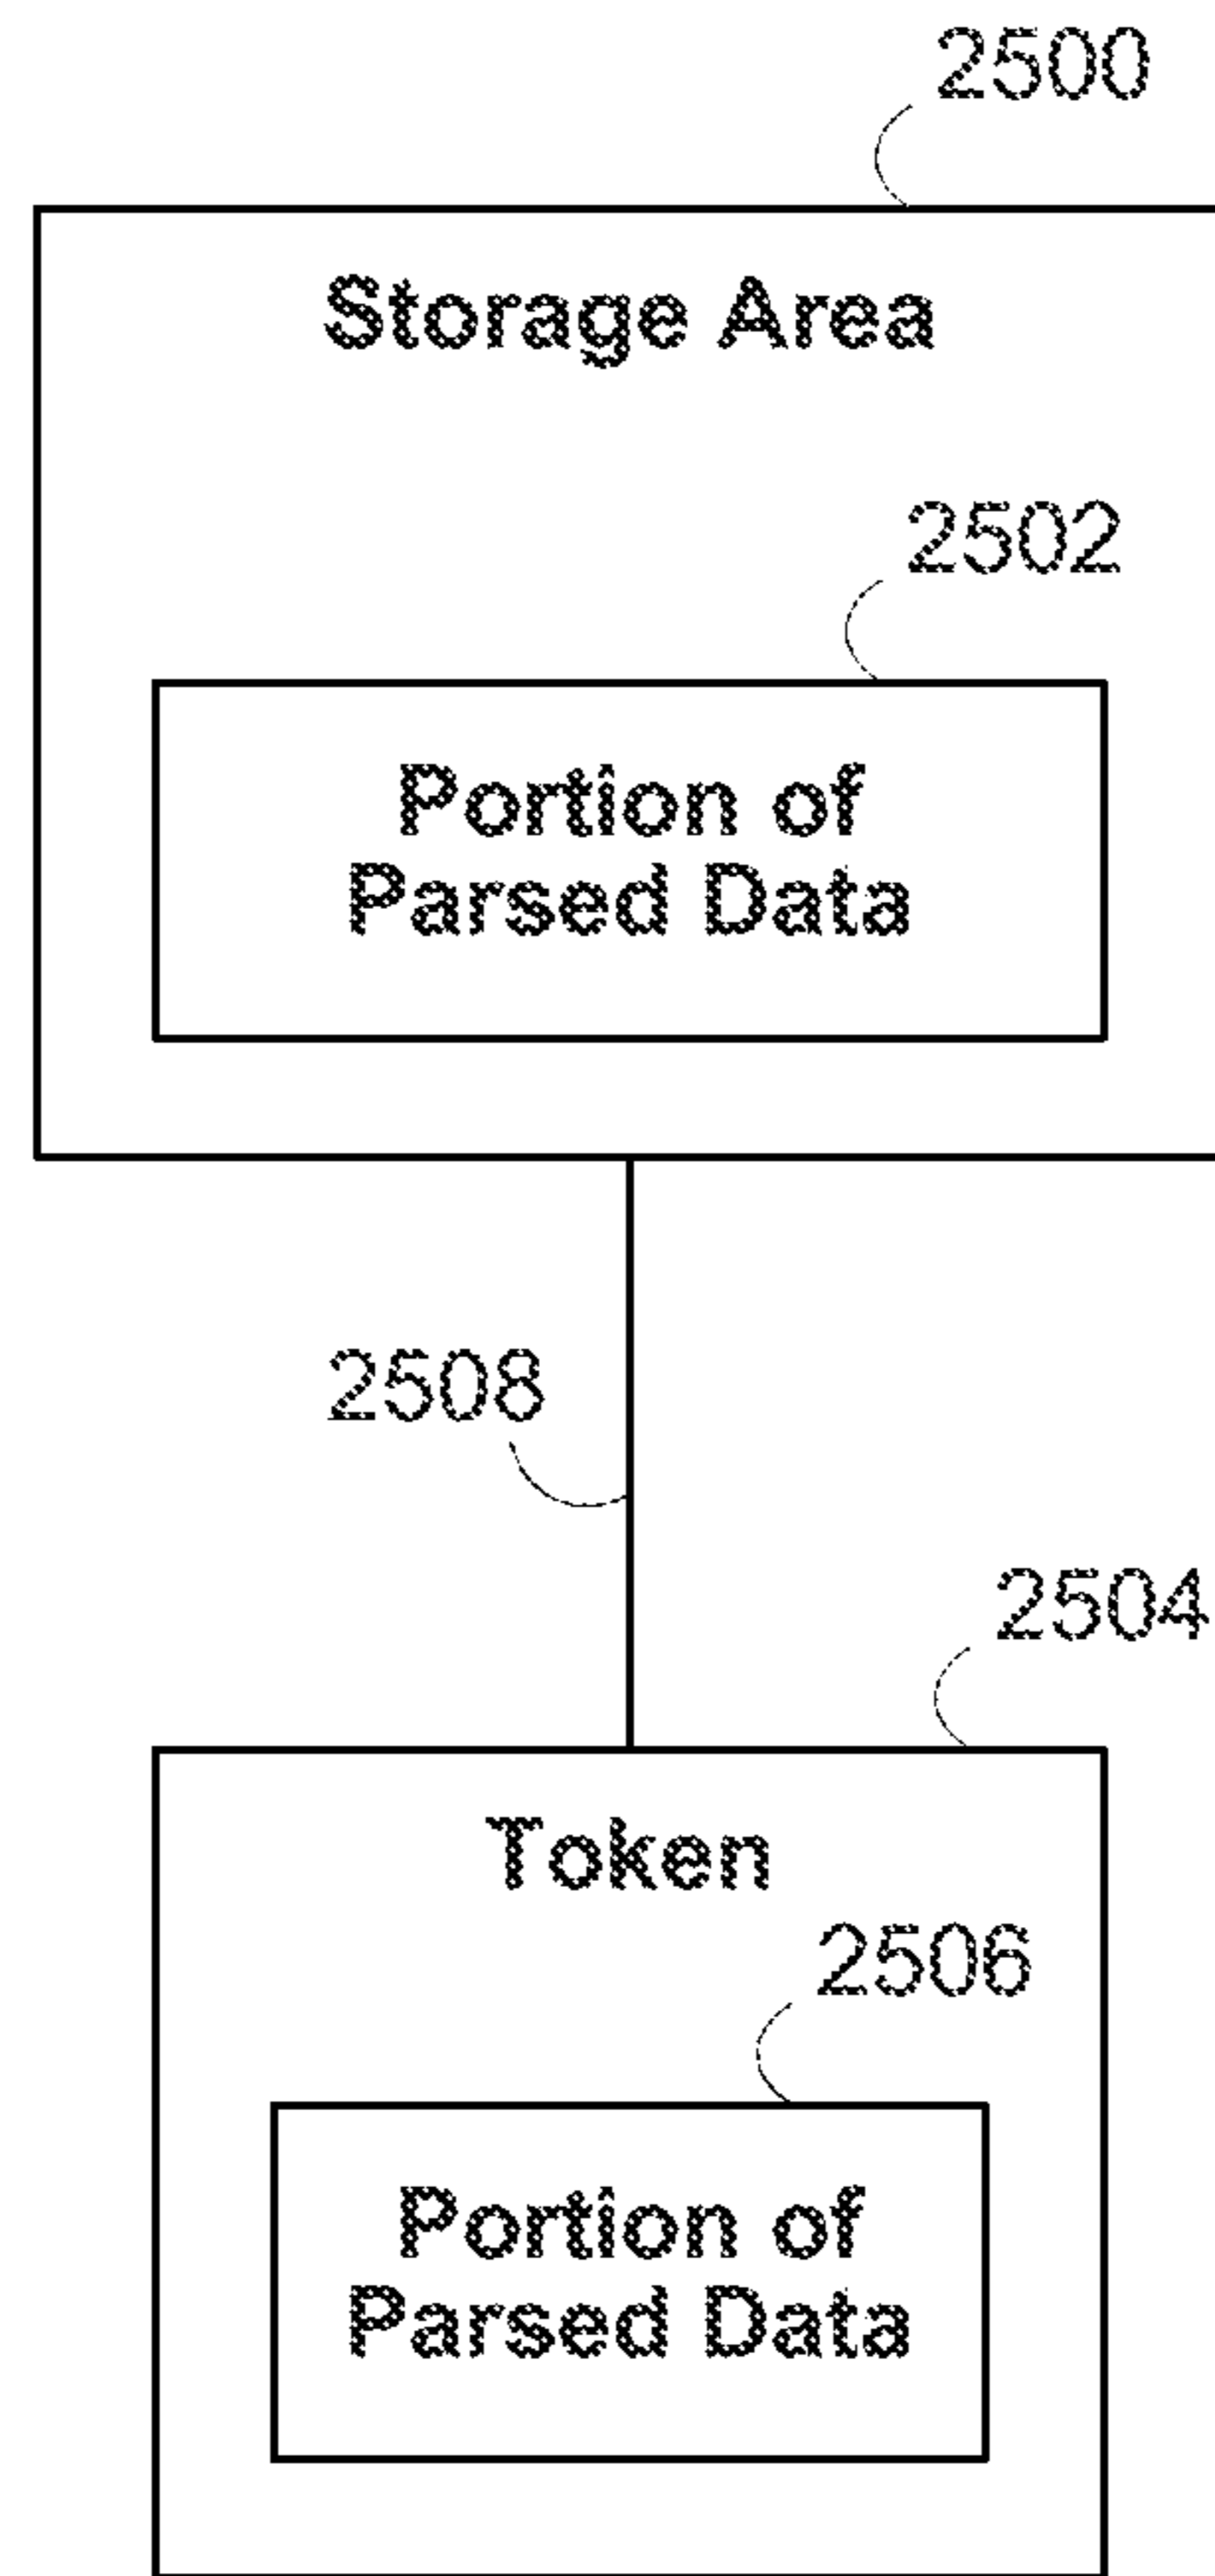 2500
Storage Area
2502
Portion of
Parsed Data
2508
2504
Token
2506
Portion of
Parsed Data